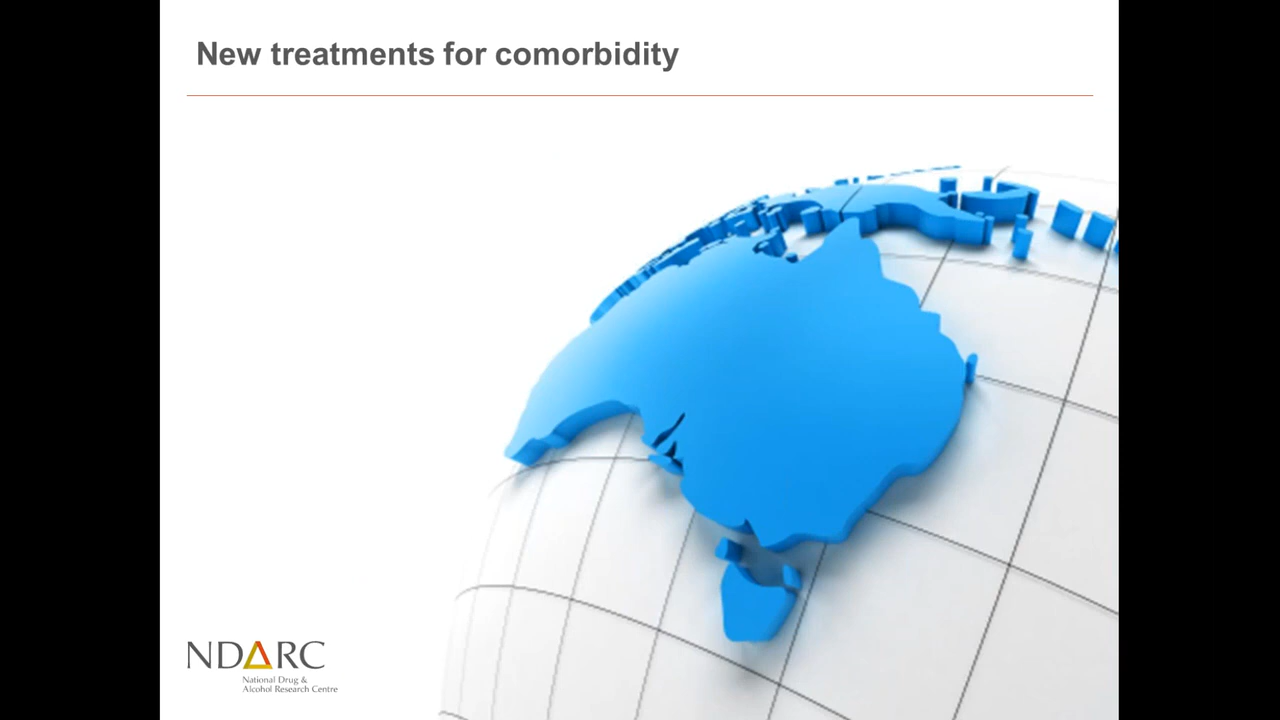 New treatments for comorbidity
NDARC
National Drug &
Alcohol Research Centre